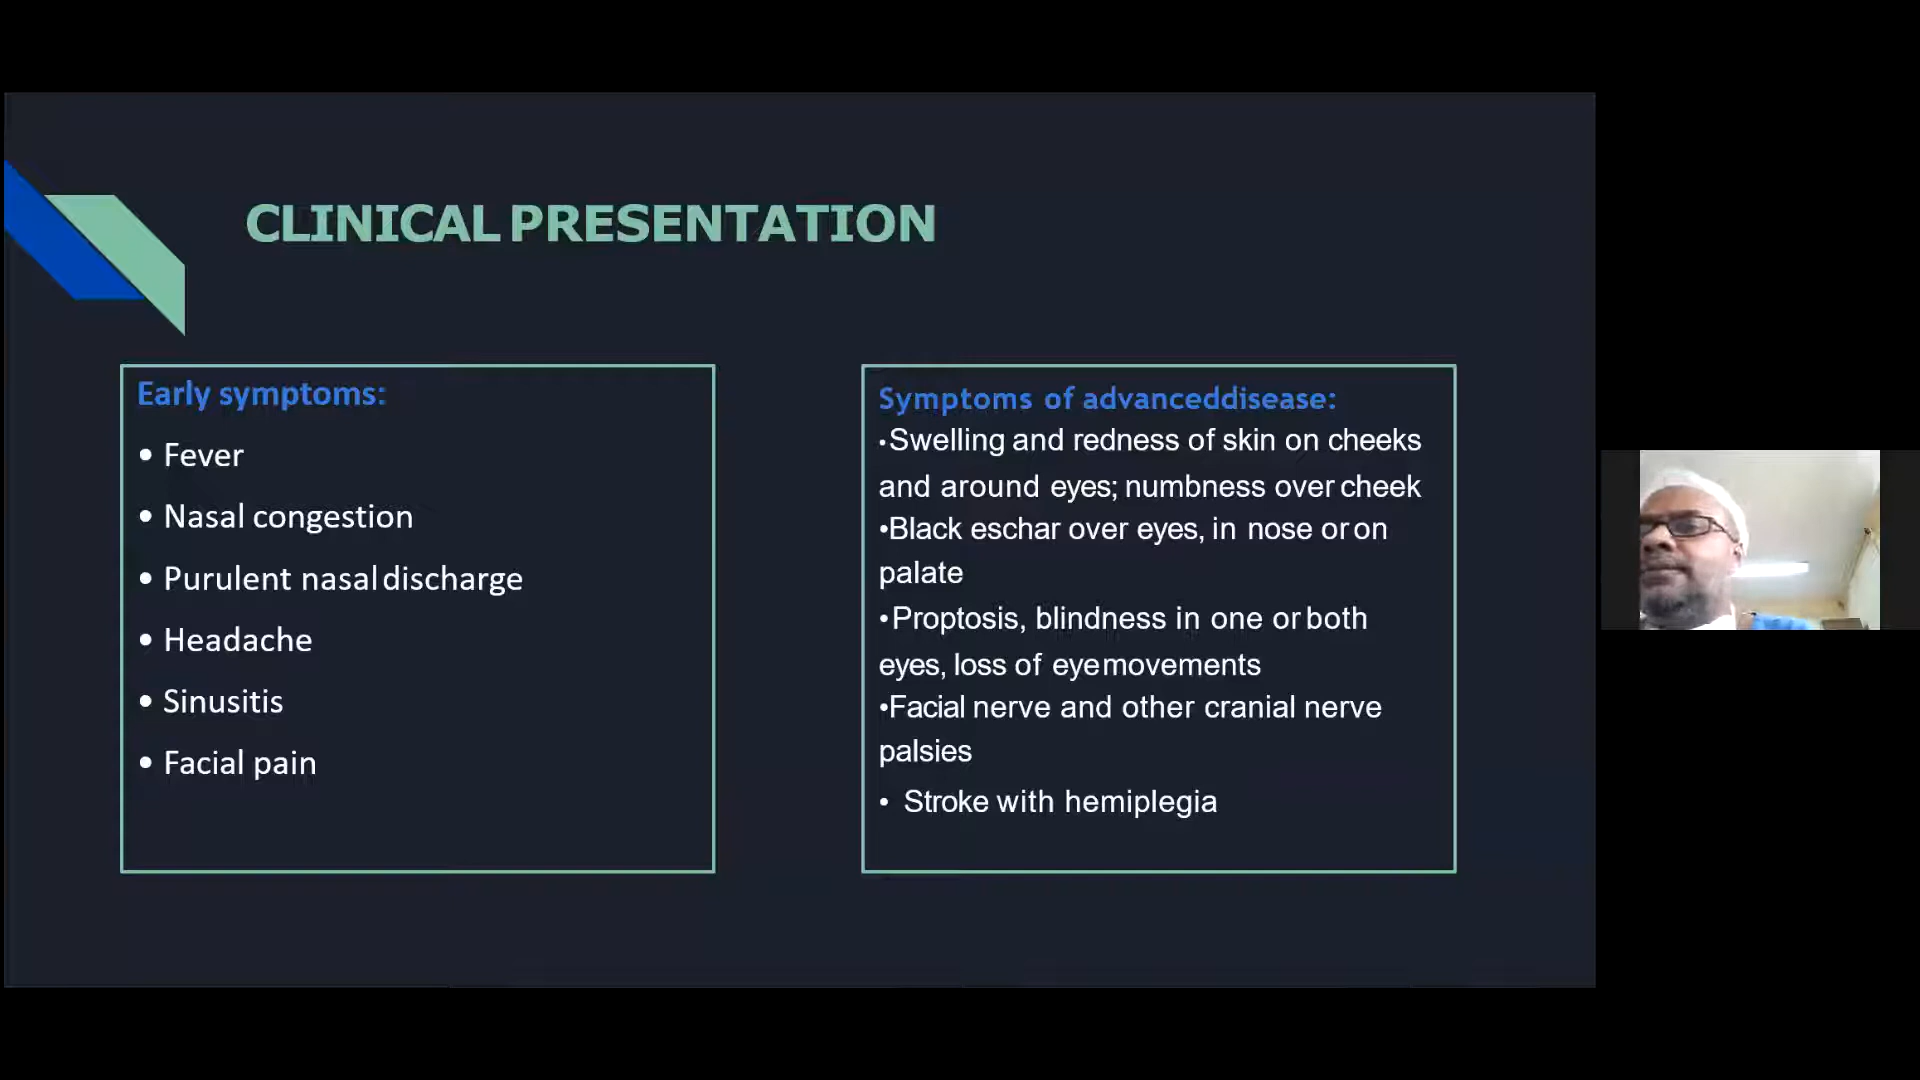 CLINICAL PRESENTATION
Early symptoms:
• Fever
• Nasal congestion
• Purulent nasal discharge
• Headache
• Sinusitis
• Facial pain
Symptoms of advanceddisease:
•Swelling and redness of skin on cheeks
and around eyes; numbness over cheek
•Black eschar over eyes, in nose or on
palate
•Proptosis, blindness in one or both
eyes, loss of eye movements
•Facial nerve and other cranial nerve
palsies
• Stroke with hemiplegia